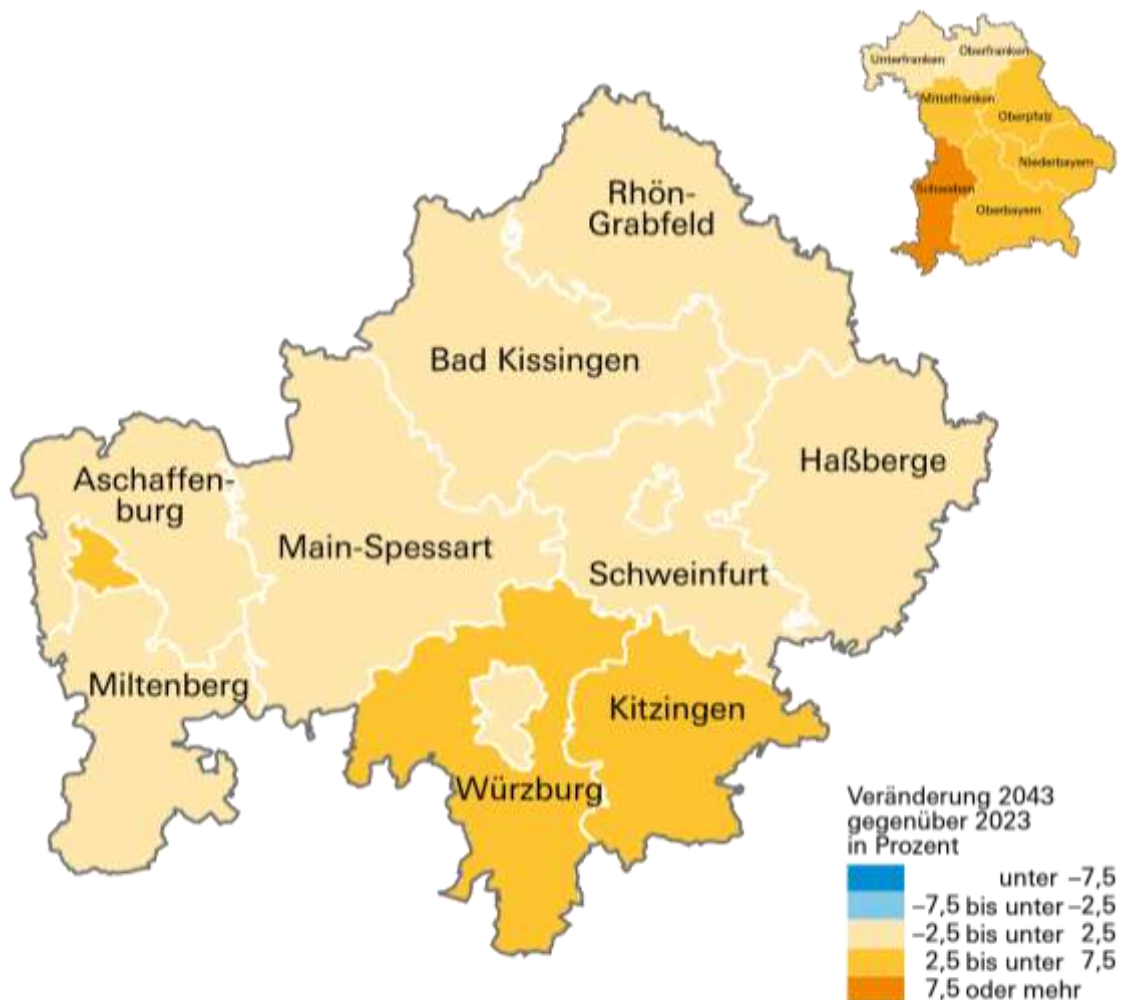 Unterfranken
Oberfranken
Mittelfranken
Oberpfalz
Niederbayern
Schwaben
Oberbayern
Rhön-
Grabfeld
Bad Kissingen
Haßberge
Aschaffen-
burg
Main-Spessart
Schweinfurt
Miltenberg
Kitzingen
Würzburg
Veränderung 2043
gegenüber 2023
in Prozent
unter –7,5
–7,5 bis unter –2,5
–2,5 bis unter 2,5
2,5 bis unter 7,5
7,5 oder mehr